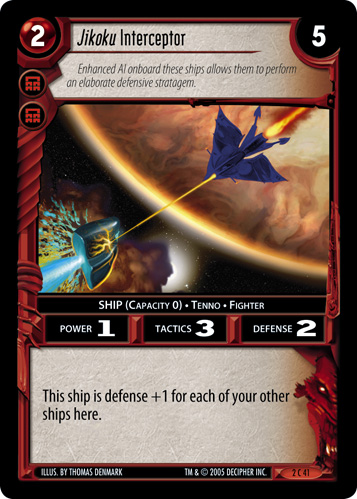 2 Jikoku Interceptor 5
Enhanced AI onboard these ships allows them to perform
an elaborate defensive stratagem.
SHIP (CAPACITY 0) • TENNO • FIGHTER
POWER 1 TACTICS 3 DEFENSE 2
This ship is defense +1 for each of your other
ships here.
ILLUS. BY THOMAS DENMARK TM & © 2005 DECIPHER INC. 2 C 41